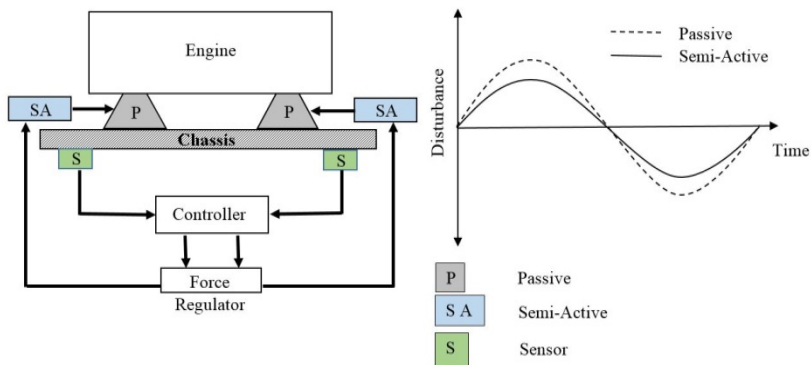 Engine
SA
P
P
SA
Chassis
S
S
Controller
Force
Regulator
Disturbance
Passive
Semi-Active
Time
P
Passive
S A
Semi-Active
S
Sensor